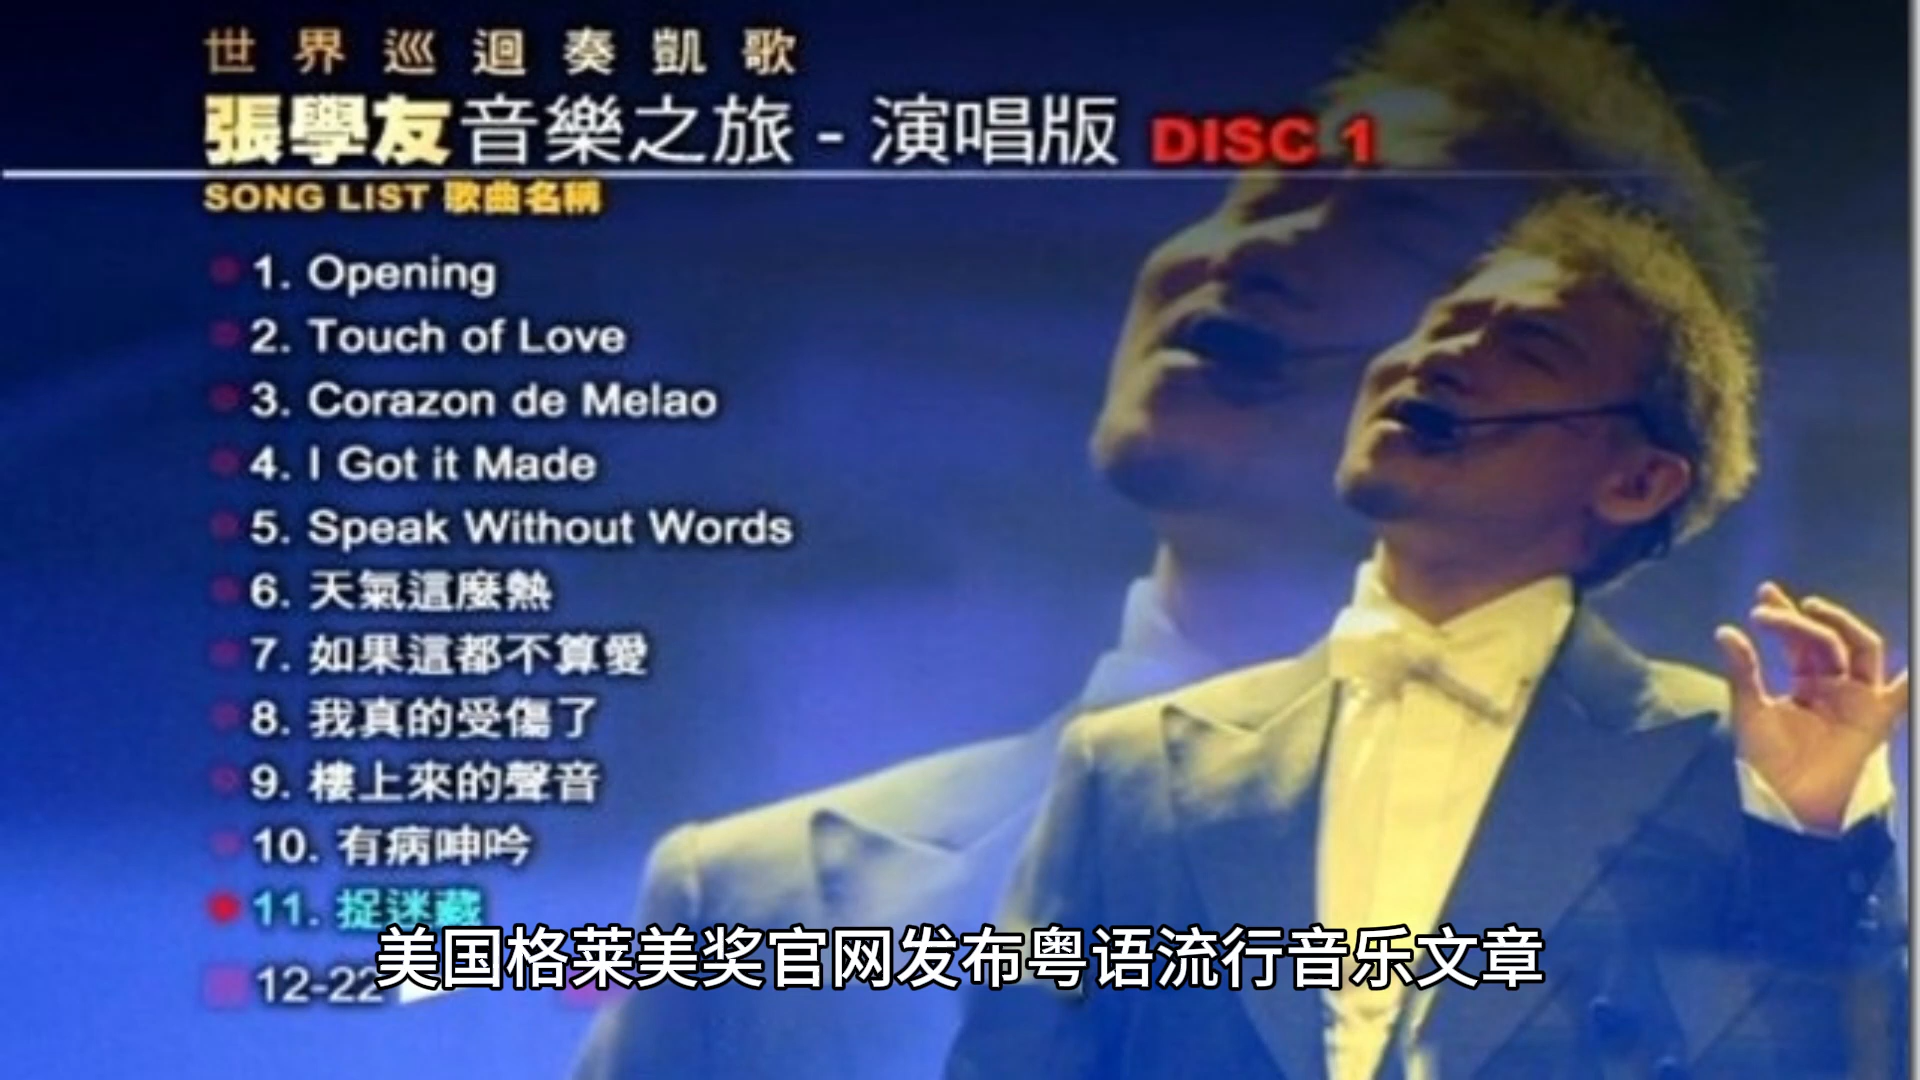 世界巡迴奏凱歌
張學友音樂之旅-演唱版 DISC 1
SONG LIST 歌曲名稱
1. Opening
2. Touch of Love
3. Corazon de Melao
4. I Got it Made
5. Speak Without Words
6. 天氣這麼熱
7. 如果這都不算愛
8. 我真的受傷了
9. 樓上來的聲音
10. 有病呻吟
11. 捉迷藏
12-22
美国格莱美奖官网发布粤语流行音乐文章